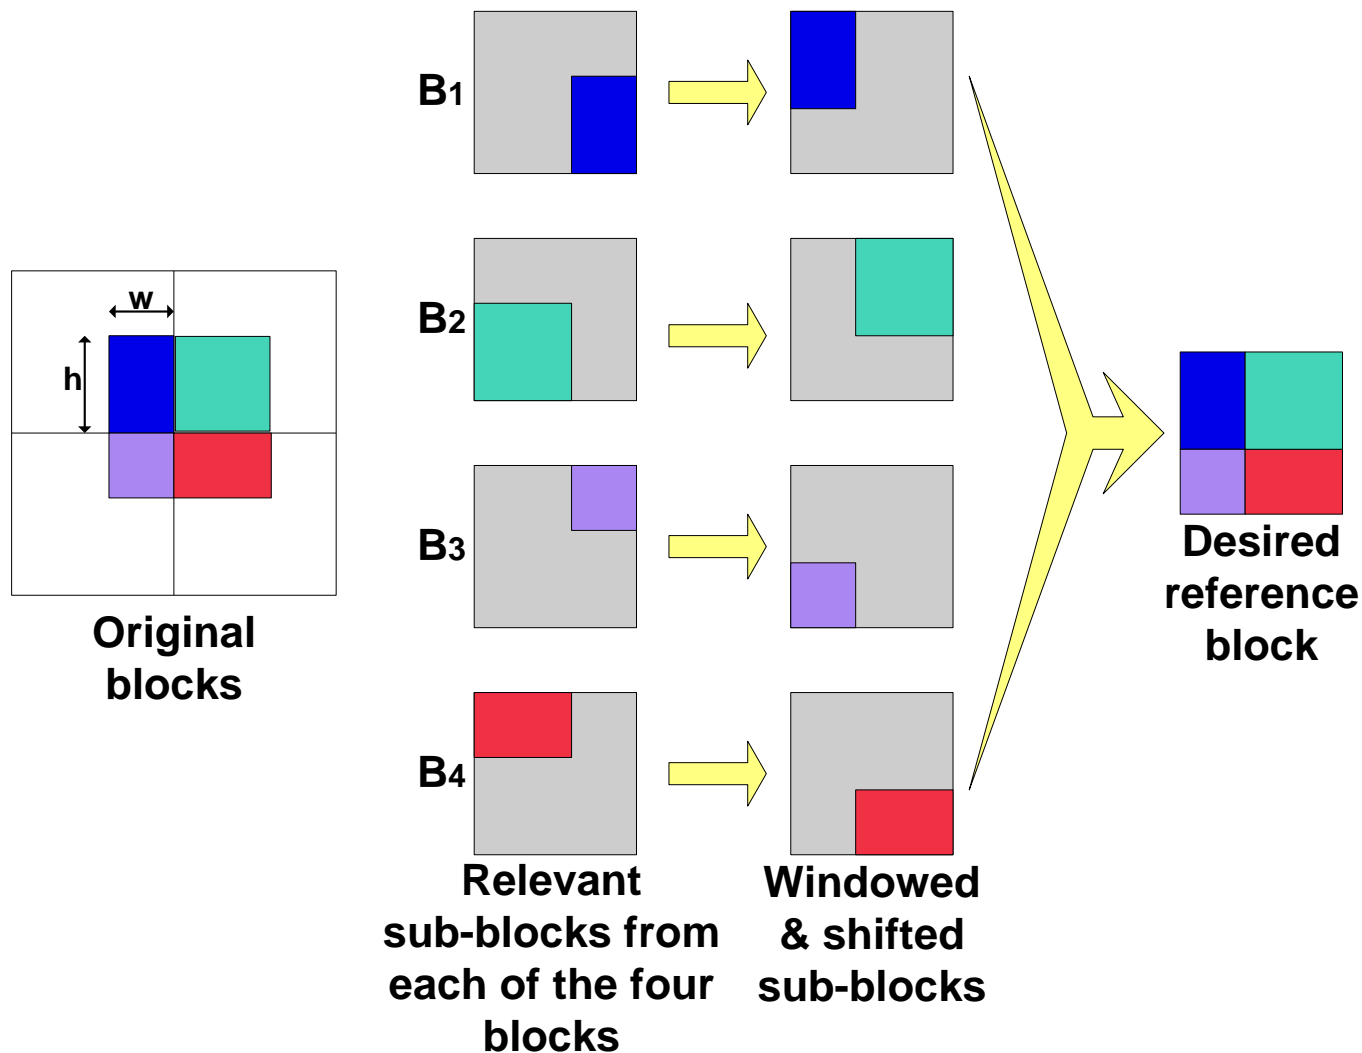 B1
B2
w
h
B3
B4
Original
blocks
Relevant
sub-blocks from
each of the four
blocks
Windowed
& shifted
sub-blocks
Desired
reference
block